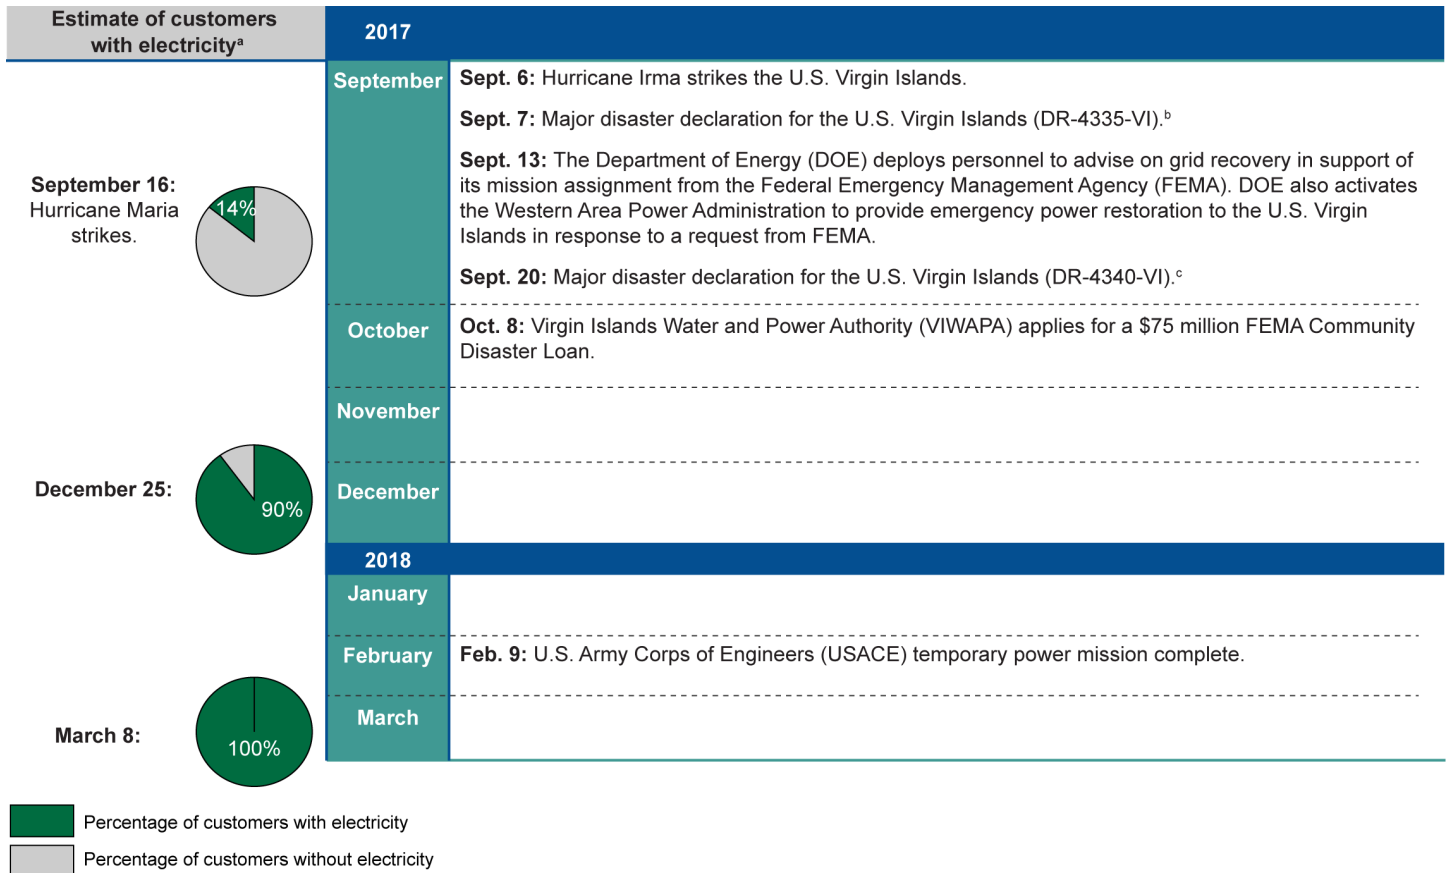 Estimate of customers
with electricityª
2017
September 16:
Hurricane Maria
strikes.
14%
September
Sept. 6: Hurricane Irma strikes the U.S. Virgin Islands.
Sept. 7: Major disaster declaration for the U.S. Virgin Islands (DR-4335-VI).ᵇ
Sept. 13: The Department of Energy (DOE) deploys personnel to advise on grid recovery in support of
its mission assignment from the Federal Emergency Management Agency (FEMA). DOE also activates
the Western Area Power Administration to provide emergency power restoration to the U.S. Virgin
Islands in response to a request from FEMA.
Sept. 20: Major disaster declaration for the U.S. Virgin Islands (DR-4340-VI).ᶜ
October
Oct. 8: Virgin Islands Water and Power Authority (VIWAPA) applies for a $75 million FEMA Community
Disaster Loan.
November
December 25:
90%
December
2018
January
February
Feb. 9: U.S. Army Corps of Engineers (USACE) temporary power mission complete.
March 8:
100%
March
Percentage of customers with electricity
Percentage of customers without electricity